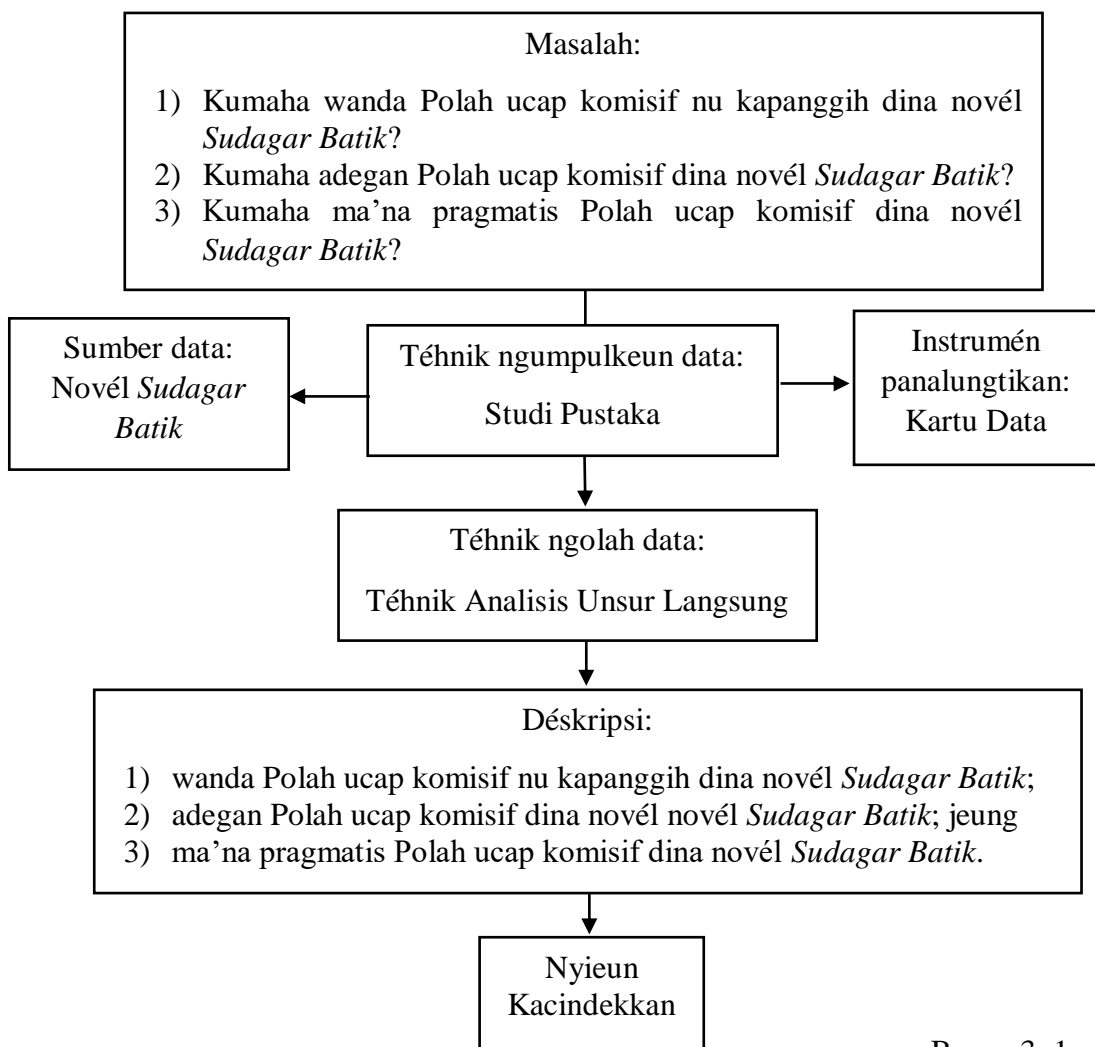 Masalah:
1) Kumaha wanda Polah ucap komisif nu kapanggih dina novél
Sudagar Batik?
2) Kumaha adegan Polah ucap komisif dina novél Sudagar Batik?
3) Kumaha ma’na pragmatis Polah ucap komisif dina novél
Sudagar Batik?
Sumber data:
Novél Sudagar
Batik
Téhnik ngumpulkeun data:
Studi Pustaka
Instrumén
panalungtikan:
Kartu Data
Téhnik ngolah data:
Téhnik Analisis Unsur Langsung
Déskripsi:
1) wanda Polah ucap komisif nu kapanggih dina novél Sudagar Batik;
2) adegan Polah ucap komisif dina novél novél Sudagar Batik; jeung
3) ma’na pragmatis Polah ucap komisif dina novél Sudagar Batik.
Nyieun
Kacindekkan